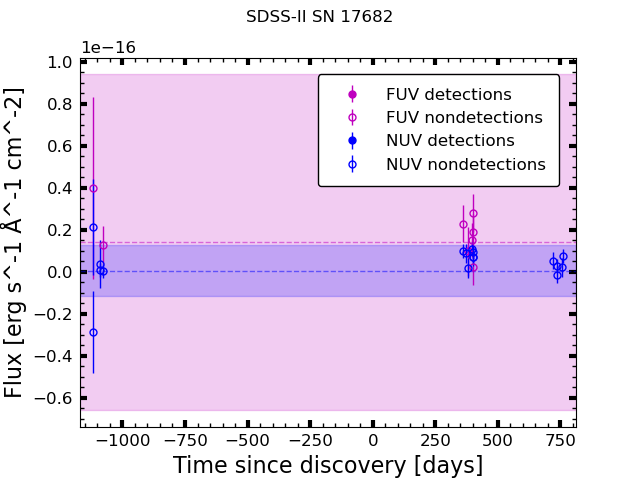 SDSS-II SN 17682
1e−16
1.0
0.8
0.6
0.4
0.2
0.0
−0.2
−0.4
−0.6
Flux [erg s^-1 Å^-1 cm^-2]
FUV detections
FUV nondetections
NUV detections
NUV nondetections
−1000 −750 −500 −250 0 250 500 750
Time since discovery [days]